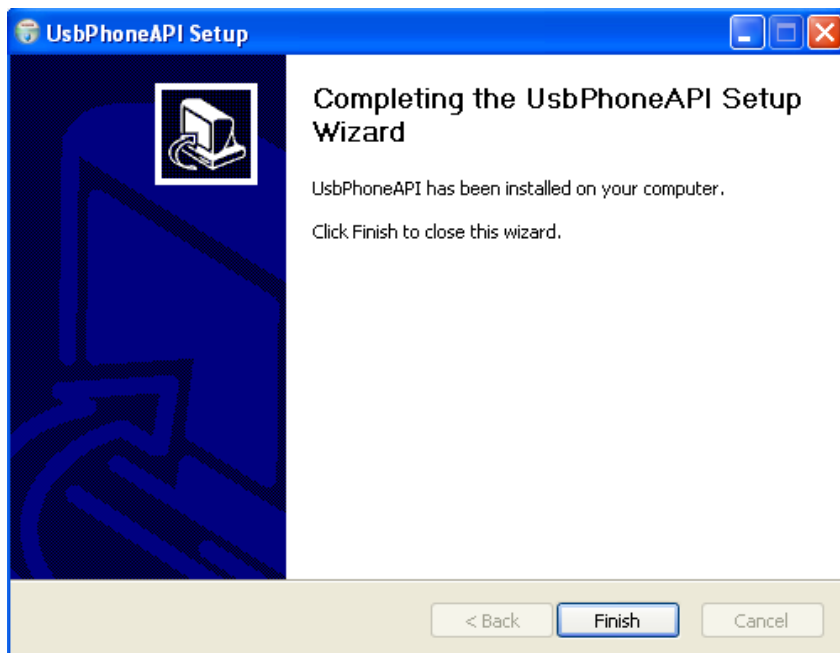 UsbPhoneAPI Setup
Completing the UsbPhoneAPI Setup
Wizard
UsbPhoneAPI has been installed on your computer.
Click Finish to close this wizard.
< Back
Finish
Cancel